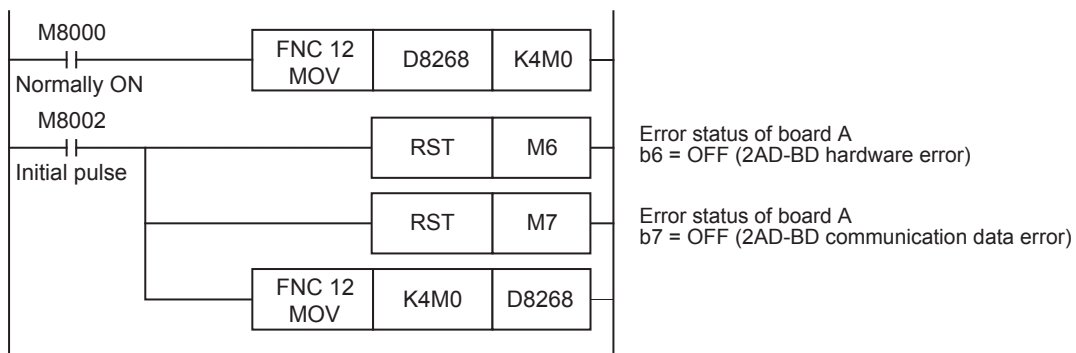 M8000
FNC 12
MOV
D8268
K4M0
Normally ON
M8002
Initial pulse
RST
M6
Error status of board A
b6 = OFF (2AD-BD hardware error)
RST
M7
Error status of board A
b7 = OFF (2AD-BD communication data error)
FNC 12
MOV
K4M0
D8268